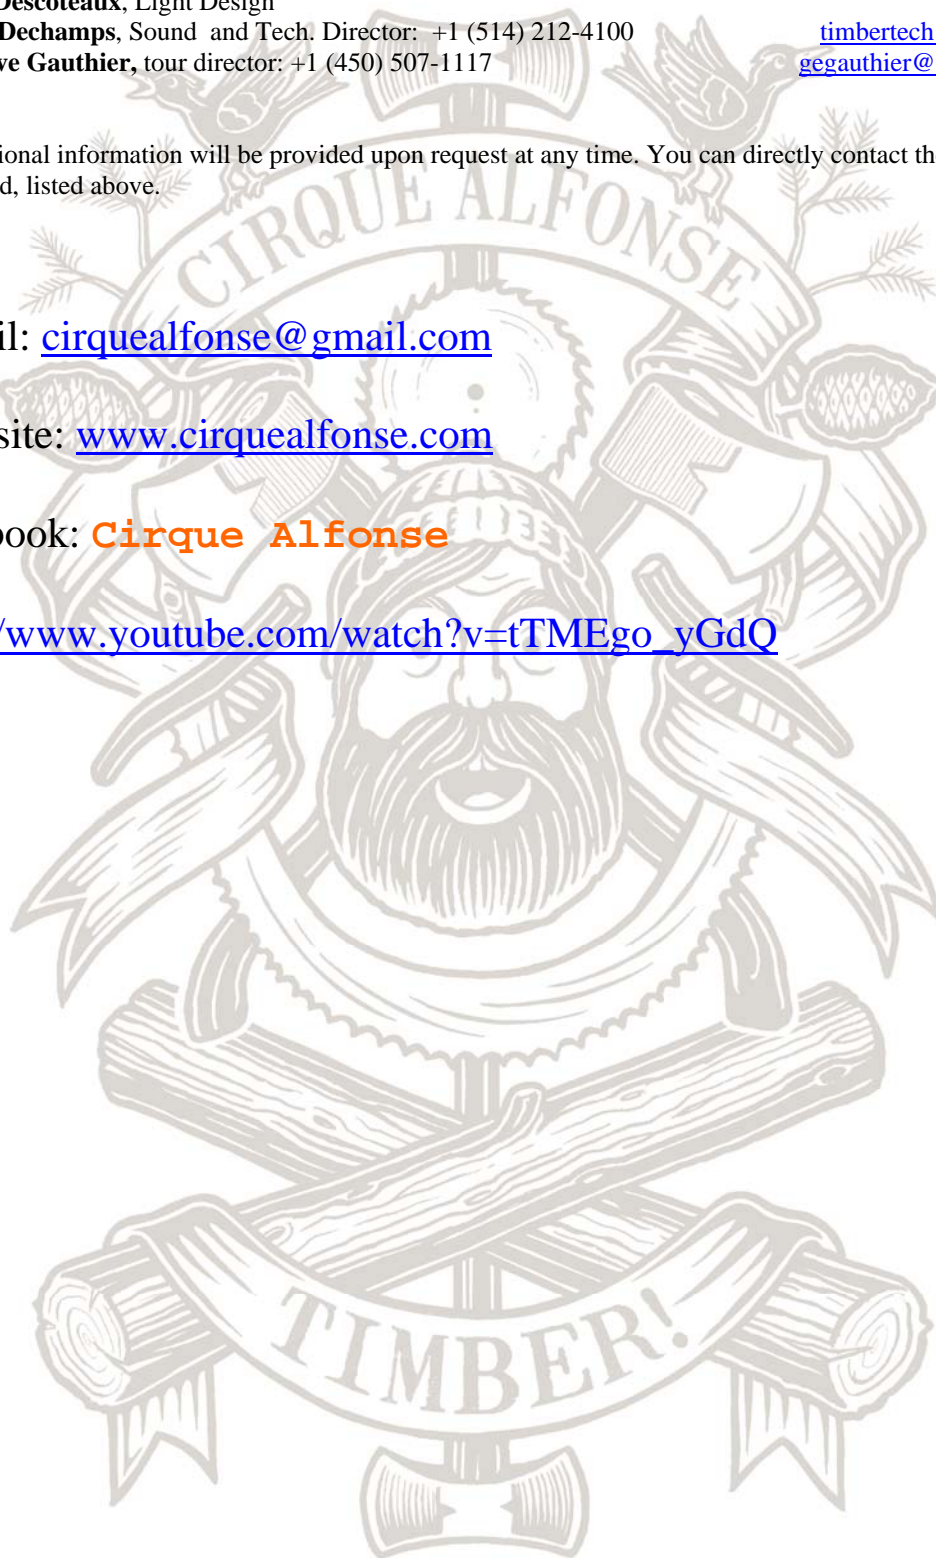 Descoteaux, Light Design
Dechamps, Sound and Tech. Director: +1 (514) 212-4100 timbertech
ve Gauthier, tour director: +1 (450) 507-1117 gegauthier@
ional information will be provided upon request at any time. You can directly contact the
d, listed above.
CIRQUE ALFONSE
il: cirquealfonse@gmail.com
site: www.cirquealfonse.com
book: Cirque Alfonse
/www.youtube.com/watch?v=tTMEgo_yGdQ
TIMBER!